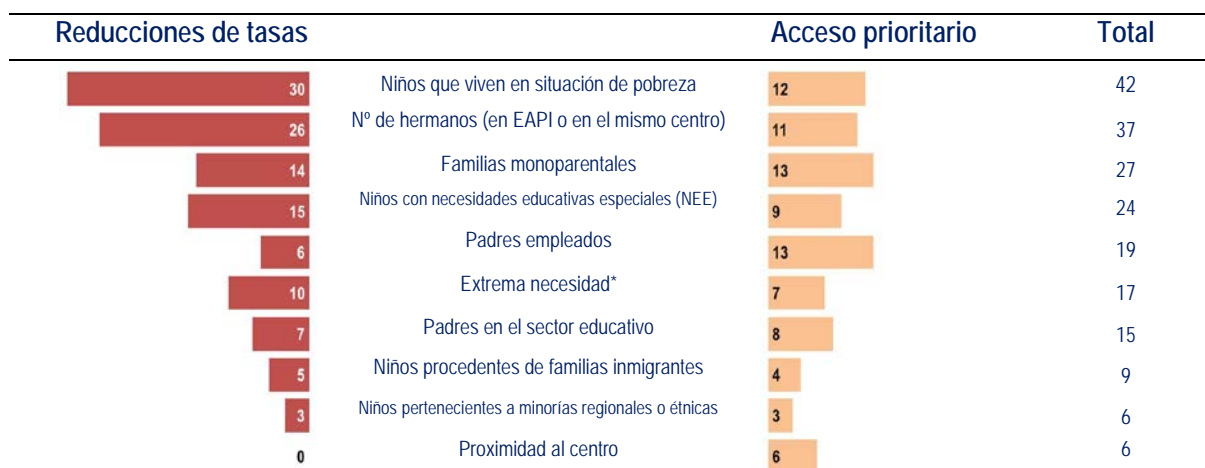 Reducciones de tasas Acceso prioritario Total
30 Niños que viven en situación de pobreza 12 42
26 Nº de hermanos (en EAPI o en el mismo centro) 11 37
14 Familias monoparentales 13 27
15 Niños con necesidades educativas especiales (NEE) 9 24
6 Padres empleados 13 19
10 Extrema necesidad* 7 17
7 Padres en el sector educativo 8 15
5 Niños procedentes de familias inmigrantes 4 9
3 Niños pertenecientes a minorías regionales o étnicas 3 6
0 Proximidad al centro 6 6